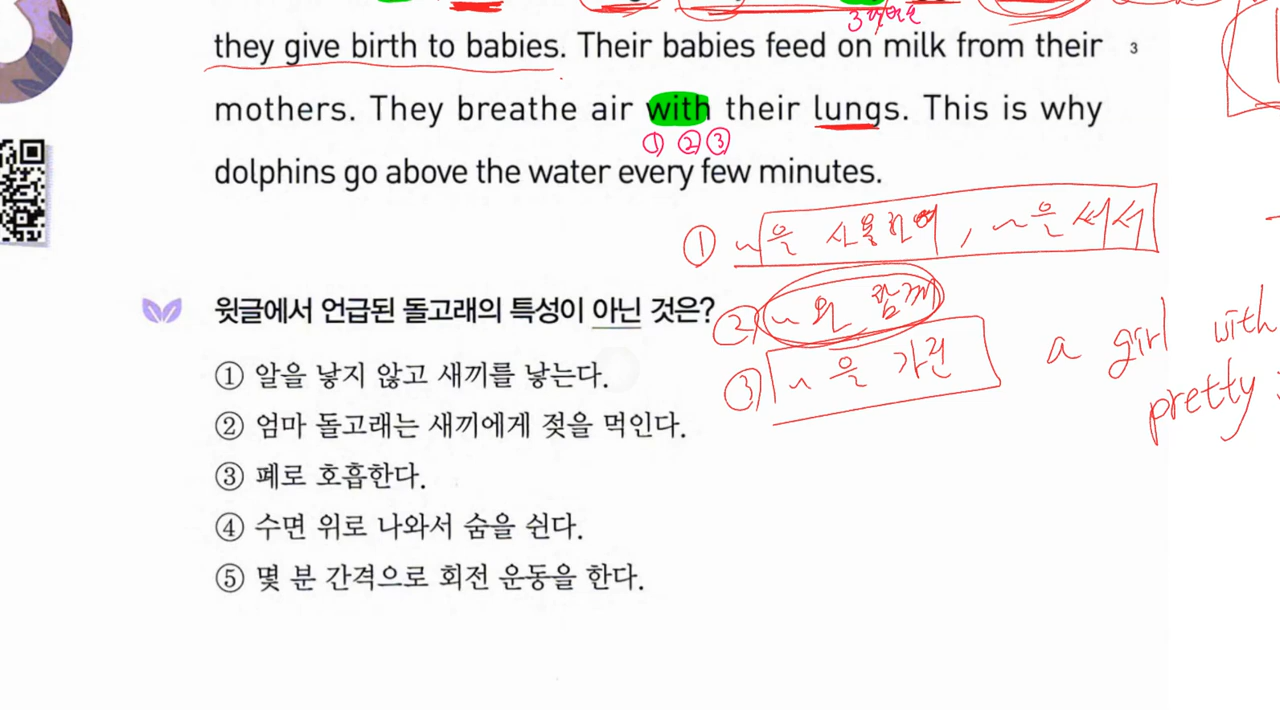 they give birth to babies. Their babies feed on milk from their 3
mothers. They breathe air with their lungs. This is why
① ② ③
dolphins go above the water every few minutes.
① ~을 사용하여, ~을 써서
② ~와 함께
③ ~을 가진
a girl with
pretty
윗글에서 언급된 돌고래의 특성이 아닌 것은?
① 알을 낳지 않고 새끼를 낳는다.
② 엄마 돌고래는 새끼에게 젖을 먹인다.
③ 폐로 호흡한다.
④ 수면 위로 나와서 숨을 쉰다.
⑤ 몇 분 간격으로 회전 운동을 한다.